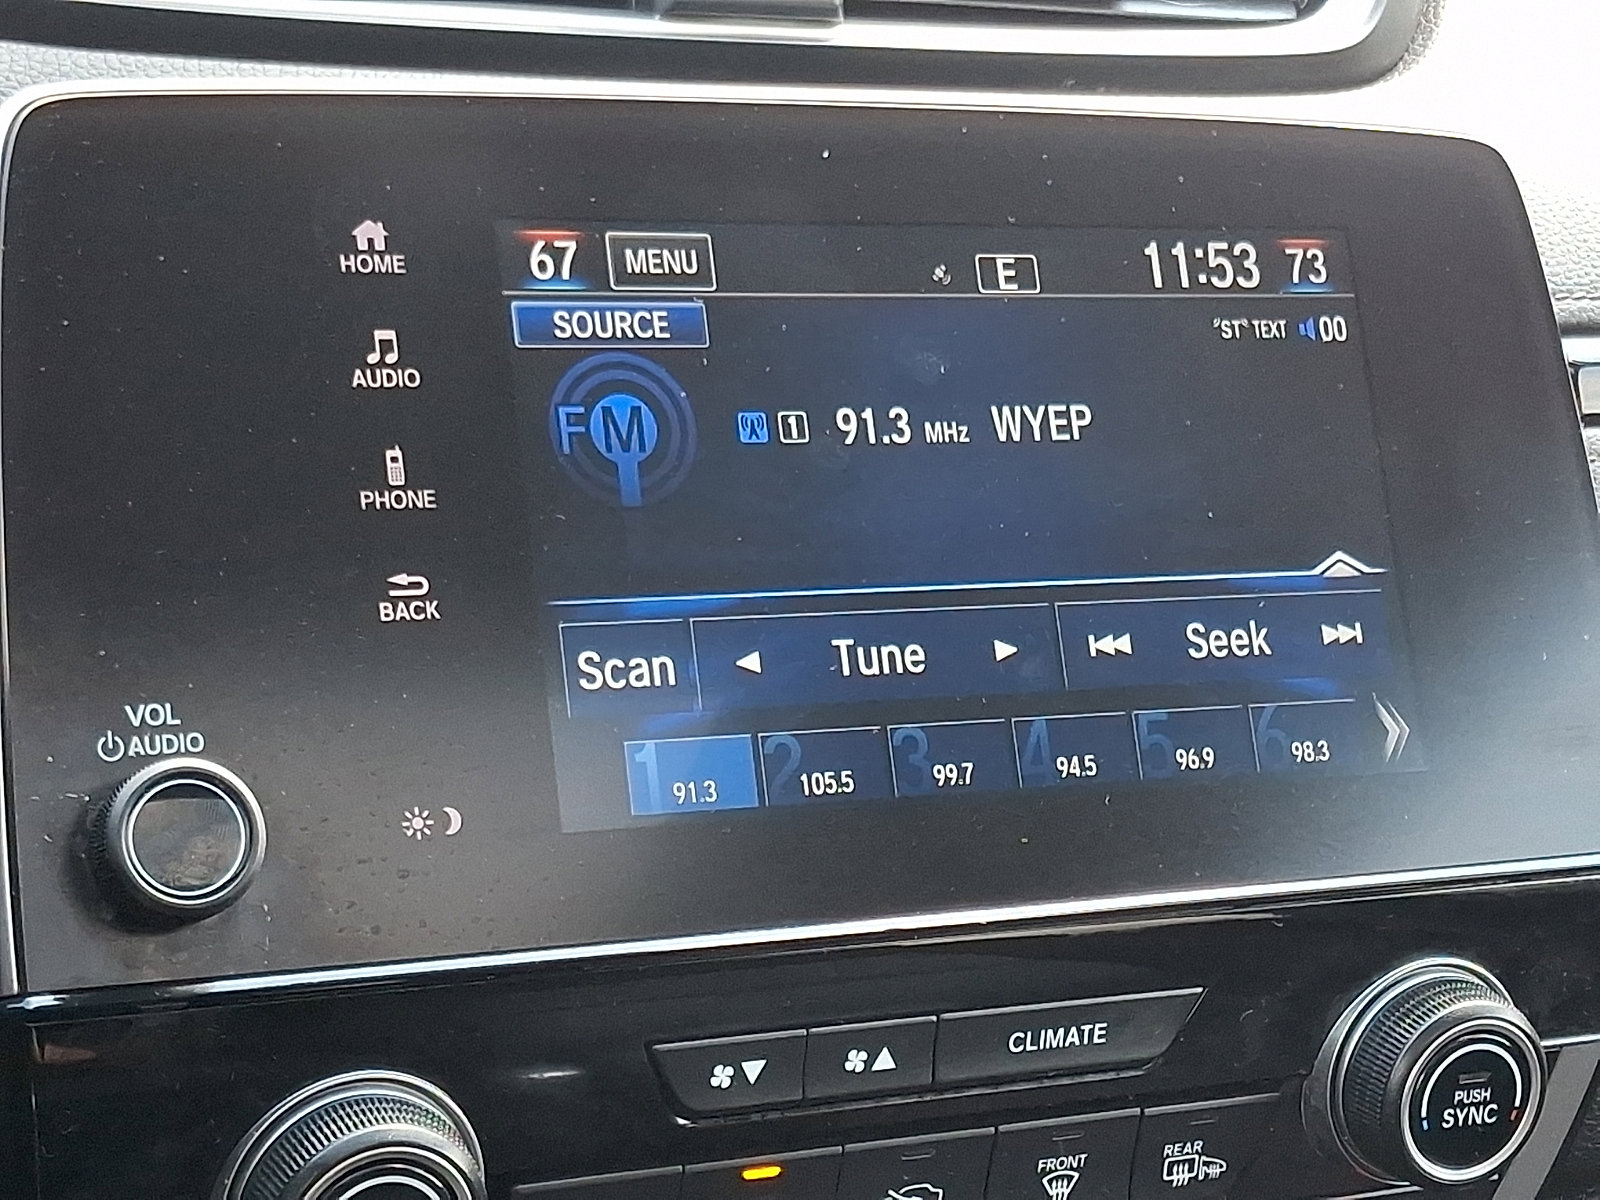 HOME
AUDIO
PHONE
BACK
67 MENU E 11:53 73
SOURCE "ST" TEXT 00
FM 1 91.3 MHz WYEP
Scan Tune Seek
1 91.3 2 105.5 3 99.7 4 94.5 5 96.9 6 98.3
VOL
AUDIO
CLIMATE
PUSH
SYNC
FRONT
REAR